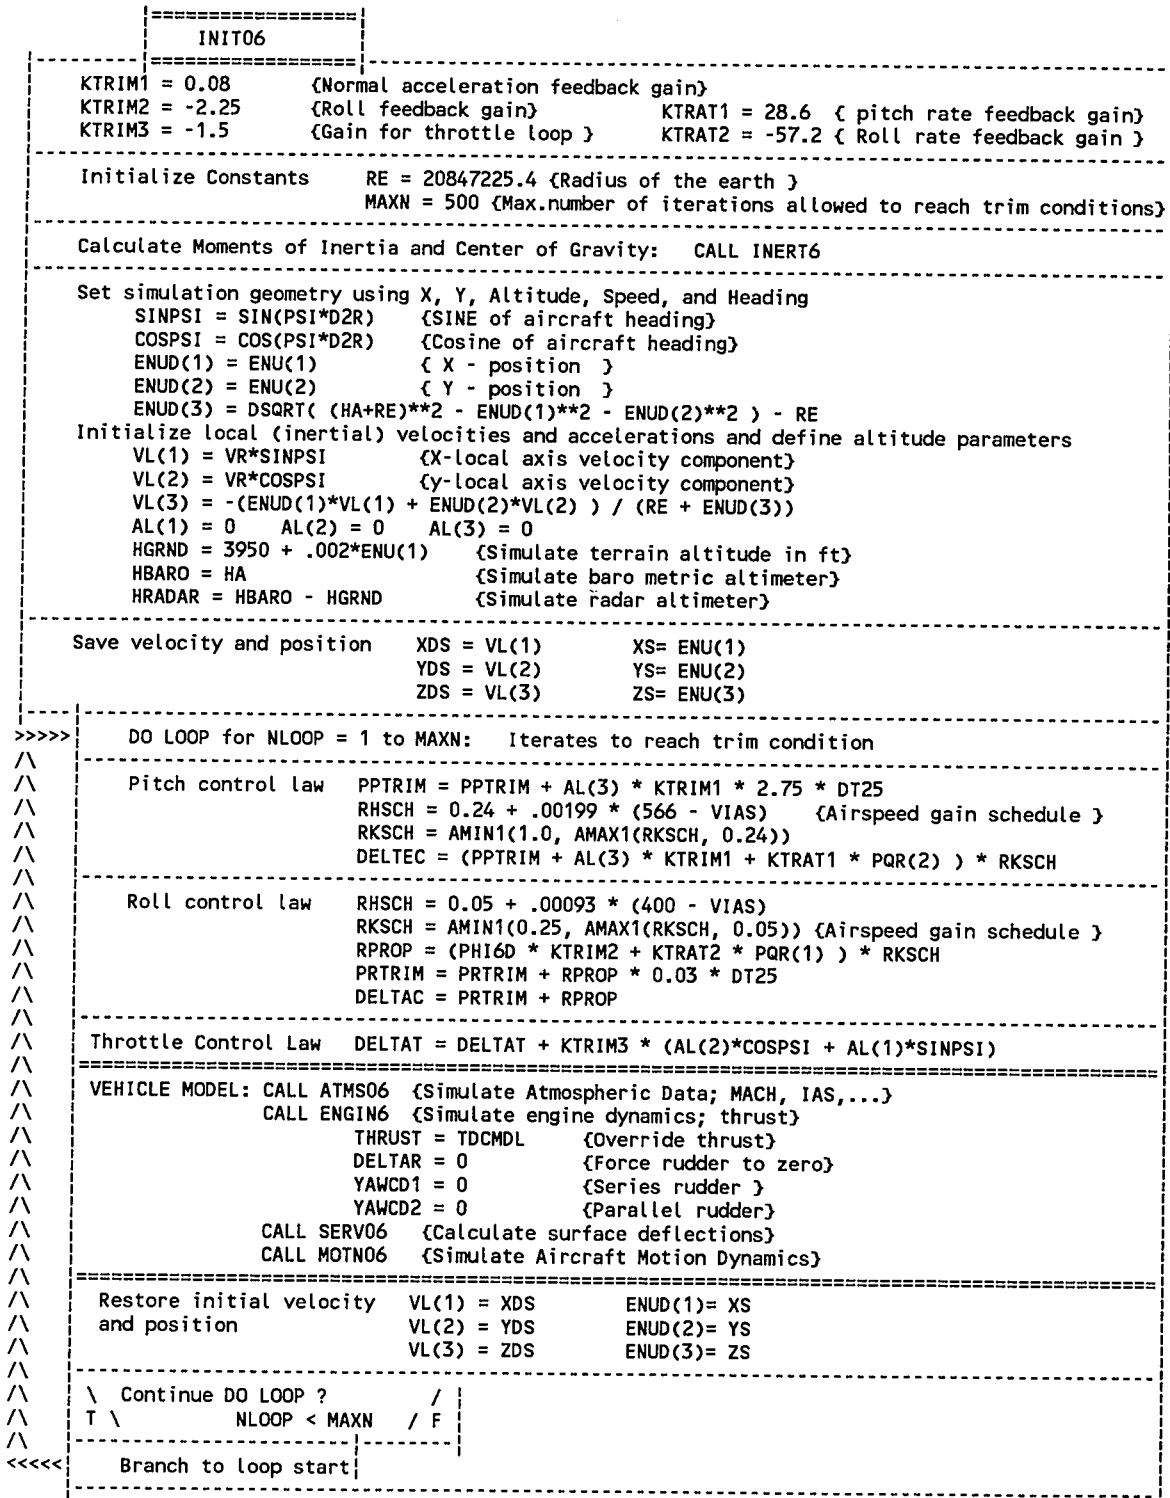 INIT06
KTRIM1 = 0.08 {Normal acceleration feedback gain}
KTRIM2 = -2.25 {Roll feedback gain} KTRAT1 = 28.6 { pitch rate feedback gain}
KTRIM3 = -1.5 {Gain for throttle loop } KTRAT2 = -57.2 { Roll rate feedback gain }
Initialize Constants RE = 20847225.4 {Radius of the earth }
MAXN = 500 {Max.number of iterations allowed to reach trim conditions}
Calculate Moments of Inertia and Center of Gravity: CALL INERT6
Set simulation geometry using X, Y, Altitude, Speed, and Heading
SINPSI = SIN(PSI*D2R) {SINE of aircraft heading}
COSPSI = COS(PSI*D2R) {Cosine of aircraft heading}
ENUD(1) = ENU(1) { X - position }
ENUD(2) = ENU(2) { Y - position }
ENUD(3) = DSQRT( (HA+RE)**2 - ENUD(1)**2 - ENUD(2)**2 ) - RE
Initialize local (inertial) velocities and accelerations and define altitude parameters
VL(1) = VR*SINPSI {X-local axis velocity component}
VL(2) = VR*COSPSI {y-local axis velocity component}
VL(3) = -(ENUD(1)*VL(1) + ENUD(2)*VL(2) ) / (RE + ENUD(3))
AL(1) = 0 AL(2) = 0 AL(3) = 0
HGRND = 3950 + .002*ENU(1) {Simulate terrain altitude in ft}
HBARO = HA {Simulate baro metric altimeter}
HRADAR = HBARO - HGRND {Simulate radar altimeter}
Save velocity and position XDS = VL(1) XS= ENU(1)
YDS = VL(2) YS= ENU(2)
ZDS = VL(3) ZS= ENU(3)
>>>>> DO LOOP for NLOOP = 1 to MAXN: Iterates to reach trim condition
Pitch control law PPTRIM = PPTRIM + AL(3) * KTRIM1 * 2.75 * DT25
RHSCH = 0.24 + .00199 * (566 - VIAS) {Airspeed gain schedule }
RKSCH = AMIN1(1.0, AMAX1(RKSCH, 0.24))
DELTEC = (PPTRIM + AL(3) * KTRIM1 + KTRAT1 * PQR(2) ) * RKSCH
Roll control law RHSCH = 0.05 + .00093 * (400 - VIAS)
RKSCH = AMIN1(0.25, AMAX1(RKSCH, 0.05)) {Airspeed gain schedule }
RPROP = (PHI6D * KTRIM2 + KTRAT2 * PQR(1) ) * RKSCH
PRTRIM = PRTRIM + RPROP * 0.03 * DT25
DELTAC = PRTRIM + RPROP
Throttle Control Law DELTAT = DELTAT + KTRIM3 * (AL(2)*COSPSI + AL(1)*SINPSI)
VEHICLE MODEL: CALL ATMS06 {Simulate Atmospheric Data; MACH, IAS,...}
CALL ENGIN6 {Simulate engine dynamics; thrust}
THRUST = TDCMDL {Override thrust}
DELTAR = 0 {Force rudder to zero}
YAWCD1 = 0 {Series rudder }
YAWCD2 = 0 {Parallel rudder}
CALL SERVO6 {Calculate surface deflections}
CALL MOTN06 {Simulate Aircraft Motion Dynamics}
Restore initial velocity VL(1) = XDS ENUD(1)= XS
and position VL(2) = YDS ENUD(2)= YS
VL(3) = ZDS ENUD(3)= ZS
\ Continue DO LOOP ? /
T \ NLOOP < MAXN / F
<<<<< Branch to loop start